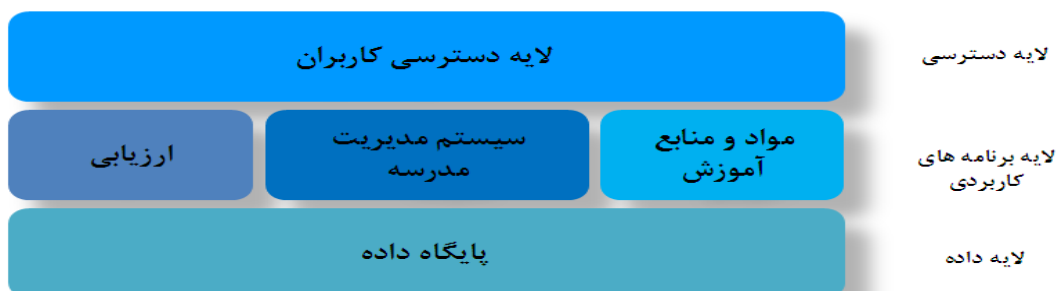 لایه دسترسی کاربران
لایه دسترسی
مواد و منابع
آموزش
سیستم مدیریت
مدرسه
ارزیابی
لایه برنامه های
کاربردی
پایگاه داده
لایه داده